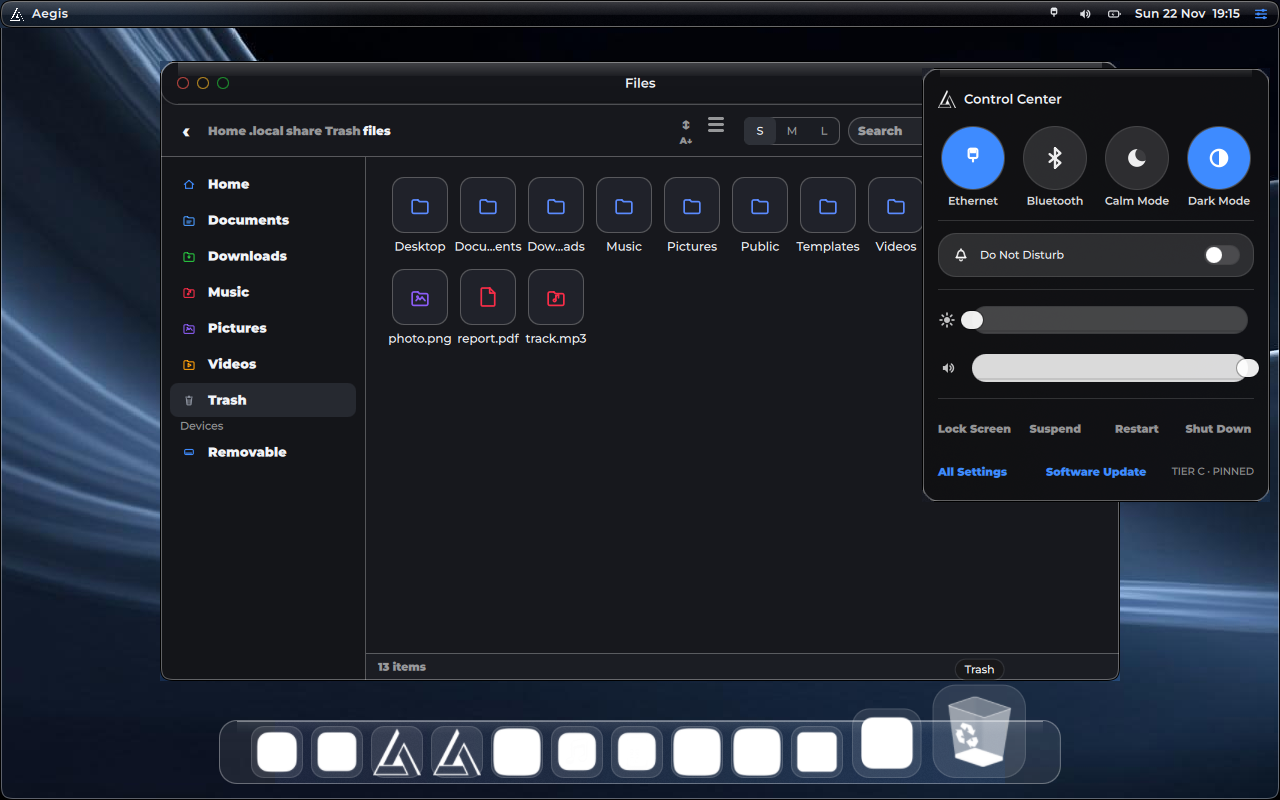 Aegis
Sun 22 Nov 19:15
Files
Home .local share Trash files
A+
S M L
Search
Home
Documents
Downloads
Music
Pictures
Videos
Trash
Devices
Removable
Desktop Docu...ents Dow...ads Music Pictures Public Templates Videos
photo.png report.pdf track.mp3
13 items
Control Center
Ethernet Bluetooth Calm Mode Dark Mode
Do Not Disturb
Lock Screen Suspend Restart Shut Down
All Settings Software Update TIER C · PINNED
Trash